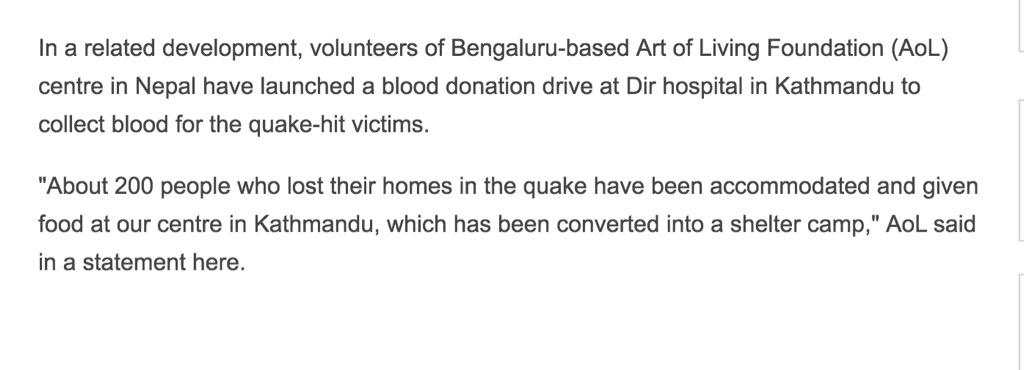 In a related development, volunteers of Bengaluru-based Art of Living Foundation (AoL)
centre in Nepal have launched a blood donation drive at Dir hospital in Kathmandu to
collect blood for the quake-hit victims.
"About 200 people who lost their homes in the quake have been accommodated and given
food at our centre in Kathmandu, which has been converted into a shelter camp," AoL said
in a statement here.